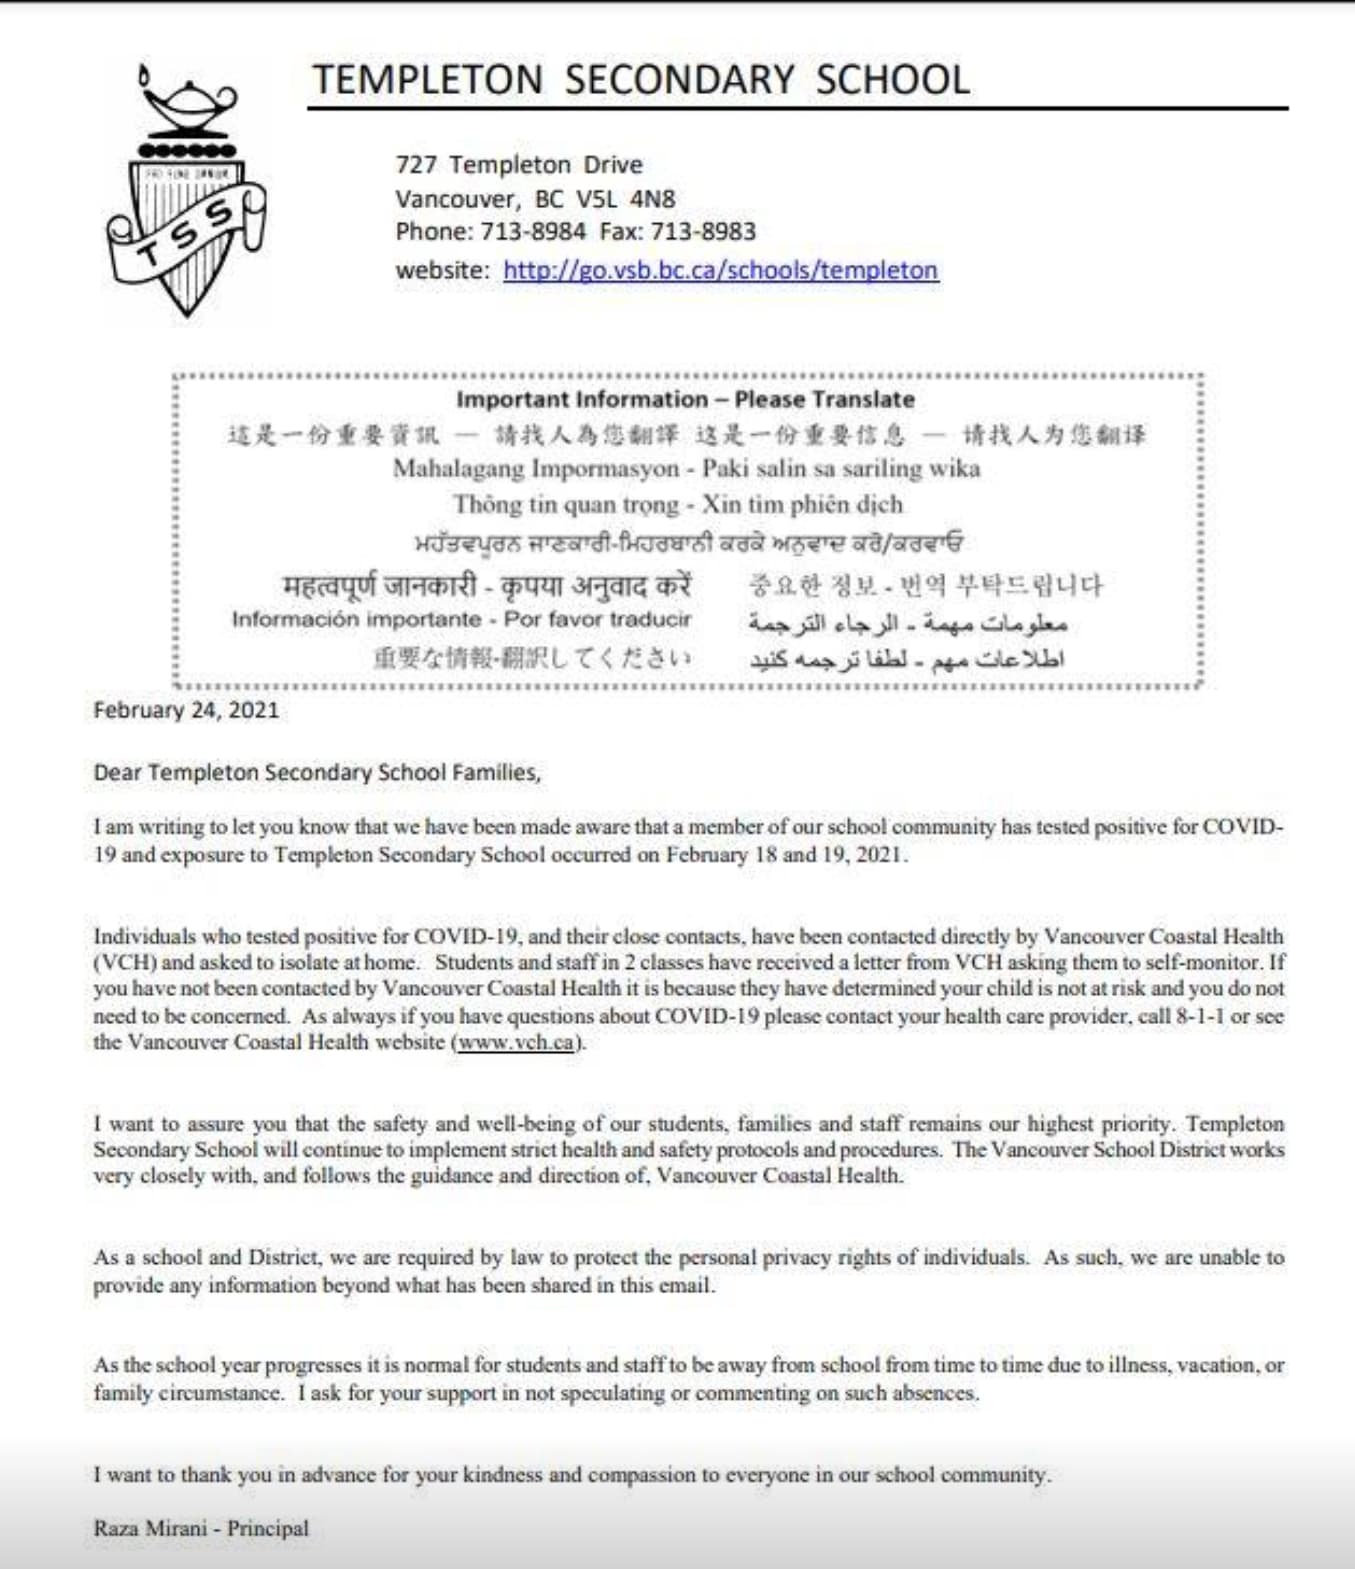 TEMPLETON SECONDARY SCHOOL
TSS
727 Templeton Drive
Vancouver, BC V5L 4N8
Phone: 713-8984 Fax: 713-8983
website: http://go.vsb.bc.ca/schools/templeton
Important Information – Please Translate
這是一份重要資訊 — 請找人為您翻譯 这是一份重要信息 — 请找人为您翻译
Mahalagang Impormasyon - Paki salin sa sariling wika
Thông tin quan trọng - Xin tìm phiên dịch
ਮਹੱਤਵਪੂਰਨ ਜਾਣਕਾਰੀ-ਮਿਹਰਬਾਨੀ ਕਰਕੇ ਅਨੁਵਾਦ ਕਰੋ/ਕਰਵਾਓ
महत्वपूर्ण जानकारी - कृपया अनुवाद करें 중요한 정보 - 번역 부탁드립니다
Información importante - Por favor traducir معلومات مهمة - الرجاء الترجمة
重要な情報-翻訳してください اطلاعات مهم - لطفا ترجمه کنید
February 24, 2021
Dear Templeton Secondary School Families,
I am writing to let you know that we have been made aware that a member of our school community has tested positive for COVID-
19 and exposure to Templeton Secondary School occurred on February 18 and 19, 2021.
Individuals who tested positive for COVID-19, and their close contacts, have been contacted directly by Vancouver Coastal Health
(VCH) and asked to isolate at home. Students and staff in 2 classes have received a letter from VCH asking them to self-monitor. If
you have not been contacted by Vancouver Coastal Health it is because they have determined your child is not at risk and you do not
need to be concerned. As always if you have questions about COVID-19 please contact your health care provider, call 8-1-1 or see
the Vancouver Coastal Health website (www.vch.ca).
I want to assure you that the safety and well-being of our students, families and staff remains our highest priority. Templeton
Secondary School will continue to implement strict health and safety protocols and procedures. The Vancouver School District works
very closely with, and follows the guidance and direction of, Vancouver Coastal Health.
As a school and District, we are required by law to protect the personal privacy rights of individuals. As such, we are unable to
provide any information beyond what has been shared in this email.
As the school year progresses it is normal for students and staff to be away from school from time to time due to illness, vacation, or
family circumstance. I ask for your support in not speculating or commenting on such absences.
I want to thank you in advance for your kindness and compassion to everyone in our school community.
Raza Mirani - Principal